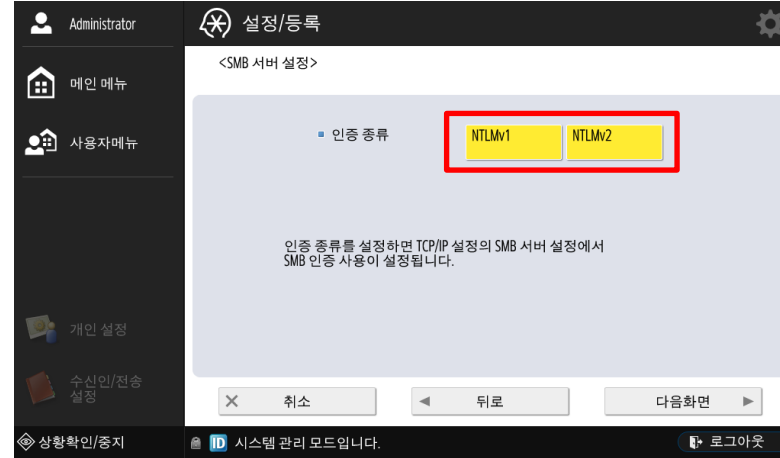 Administrator
설정/등록
<SMB 서버 설정>
메인 메뉴
사용자메뉴
인증 종류
NTLMv1
NTLMv2
인증 종류를 설정하면 TCP/IP 설정의 SMB 서버 설정에서
SMB 인증 사용이 설정됩니다.
개인 설정
수신인/전송
설정
취소
뒤로
다음화면
상황확인/중지
ID 시스템 관리 모드입니다.
로그아웃